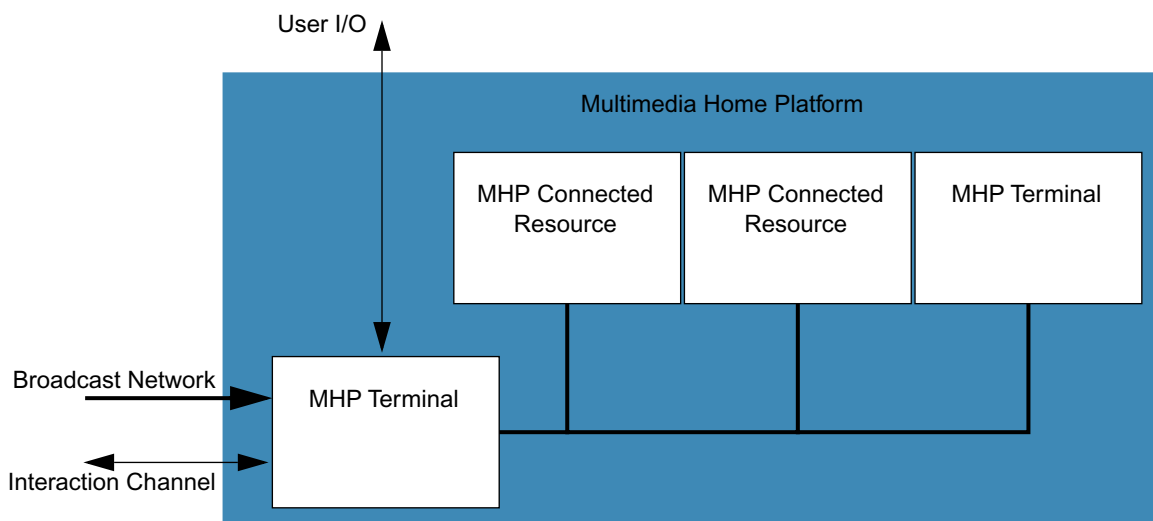 User I/O
Multimedia Home Platform
MHP Connected
Resource
MHP Connected
Resource
MHP Terminal
Broadcast Network
MHP Terminal
Interaction Channel